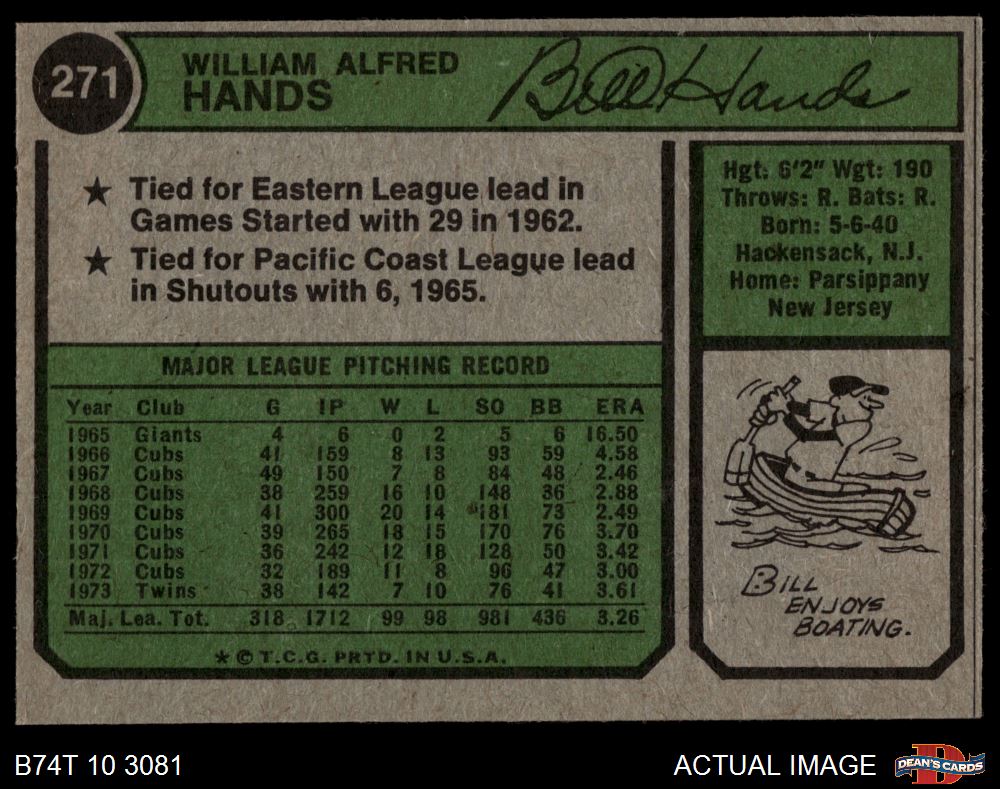 271
WILLIAM ALFRED
HANDS
Bill Hands
★ Tied for Eastern League lead in
Games Started with 29 in 1962.
★ Tied for Pacific Coast League lead
in Shutouts with 6, 1965.
Hgt: 6'2" Wgt: 190
Throws: R. Bats: R.
Born: 5-6-40
Hackensack, N.J.
Home: Parsippany
New Jersey
MAJOR LEAGUE PITCHING RECORD
Year Club G IP W L SO BB ERA
1965 Giants 4 6 0 2 5 6 16.50
1966 Cubs 41 159 8 13 93 59 4.58
1967 Cubs 49 150 7 8 84 48 2.46
1968 Cubs 38 259 16 10 148 36 2.88
1969 Cubs 41 300 20 14 181 73 2.49
1970 Cubs 39 265 18 15 170 76 3.70
1971 Cubs 36 242 12 18 128 50 3.42
1972 Cubs 32 189 11 8 96 47 3.00
1973 Twins 38 142 7 10 76 41 3.61
Maj. Lea. Tot. 318 1712 99 98 981 436 3.26
★ © T.C.G. PRTD. IN U.S.A.
BILL
ENJOYS
BOATING.
B74T 10 3081
ACTUAL IMAGE
DEAN'S CARDS